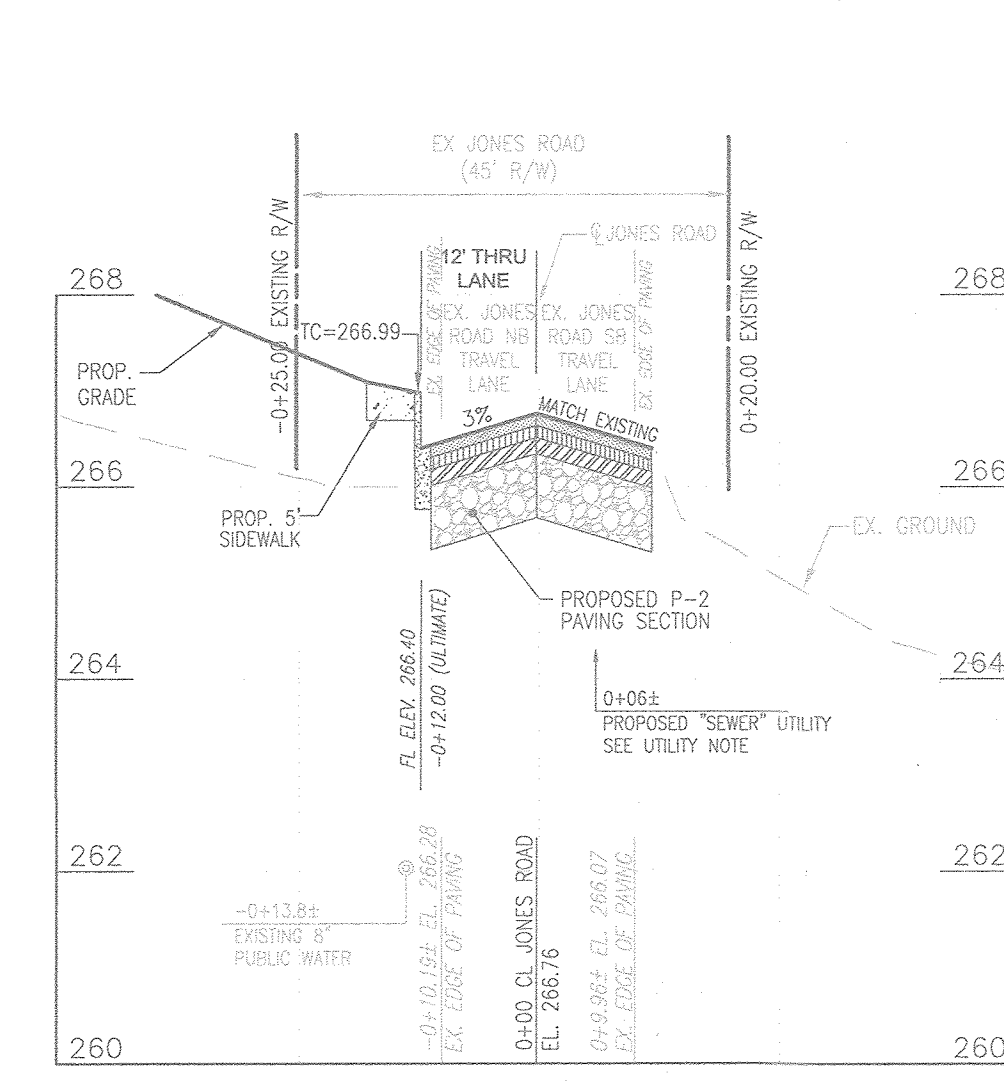 EX JONES ROAD
(45' R/W)
-0+25.00 EXISTING R/W
0+20.00 EXISTING R/W
℄ JONES ROAD
12' THRU
LANE
EX. EDGE OF PAVING
EX. JONES
ROAD NB
TRAVEL
LANE
EX. JONES
ROAD SB
TRAVEL
LANE
EX. EDGE OF PAVING
268
268
TC=266.99
PROP.
GRADE
3%
MATCH EXISTING
266
266
PROP. 5'
SIDEWALK
EX. GROUND
PROPOSED P-2
PAVING SECTION
FL ELEV. 266.40
-0+12.00 (ULTIMATE)
264
264
0+06±
PROPOSED "SEWER" UTILITY
SEE UTILITY NOTE
262
262
-0+13.8±
EXISTING 8"
PUBLIC WATER
-0+10.19± EL. 266.28
EX. EDGE OF PAVING
0+00 CL JONES ROAD
EL. 266.76
0+9.96± EL. 266.07
EX. EDGE OF PAVING
260
260